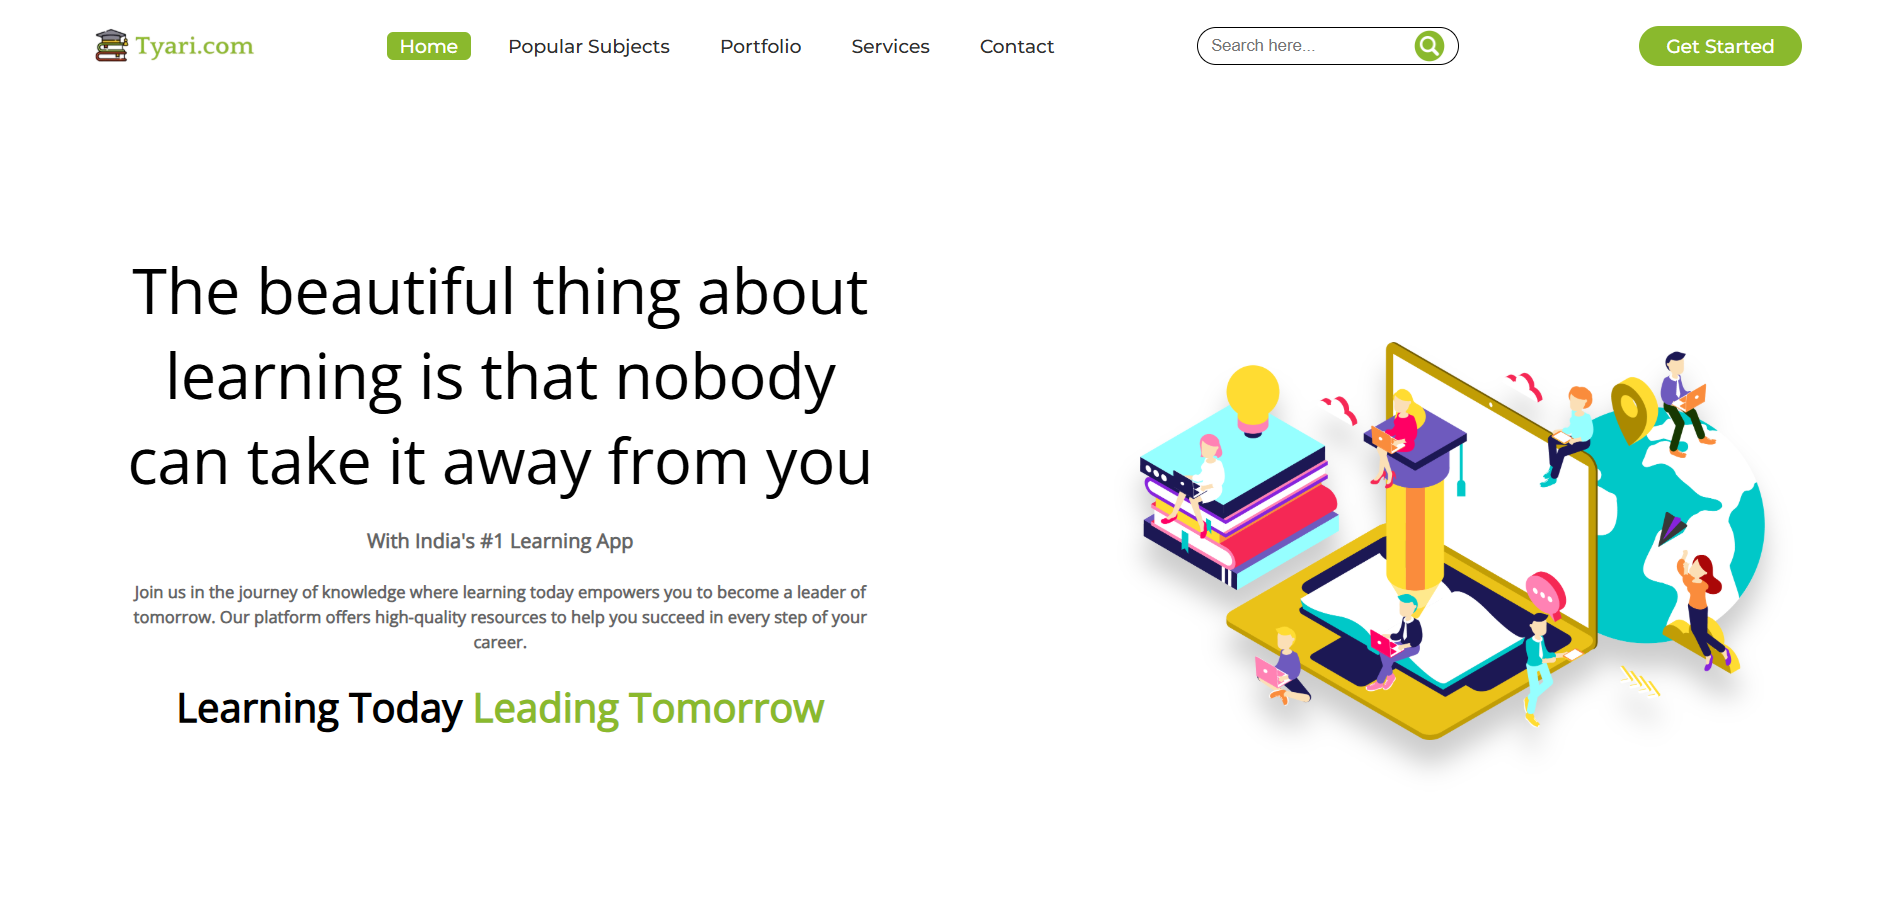 Tyari.com
Home
Popular Subjects
Portfolio
Services
Contact
Search here...
Get Started
The beautiful thing about
learning is that nobody
can take it away from you
With India's #1 Learning App
Join us in the journey of knowledge where learning today empowers you to become a leader of
tomorrow. Our platform offers high-quality resources to help you succeed in every step of your
career.
Learning Today Leading Tomorrow